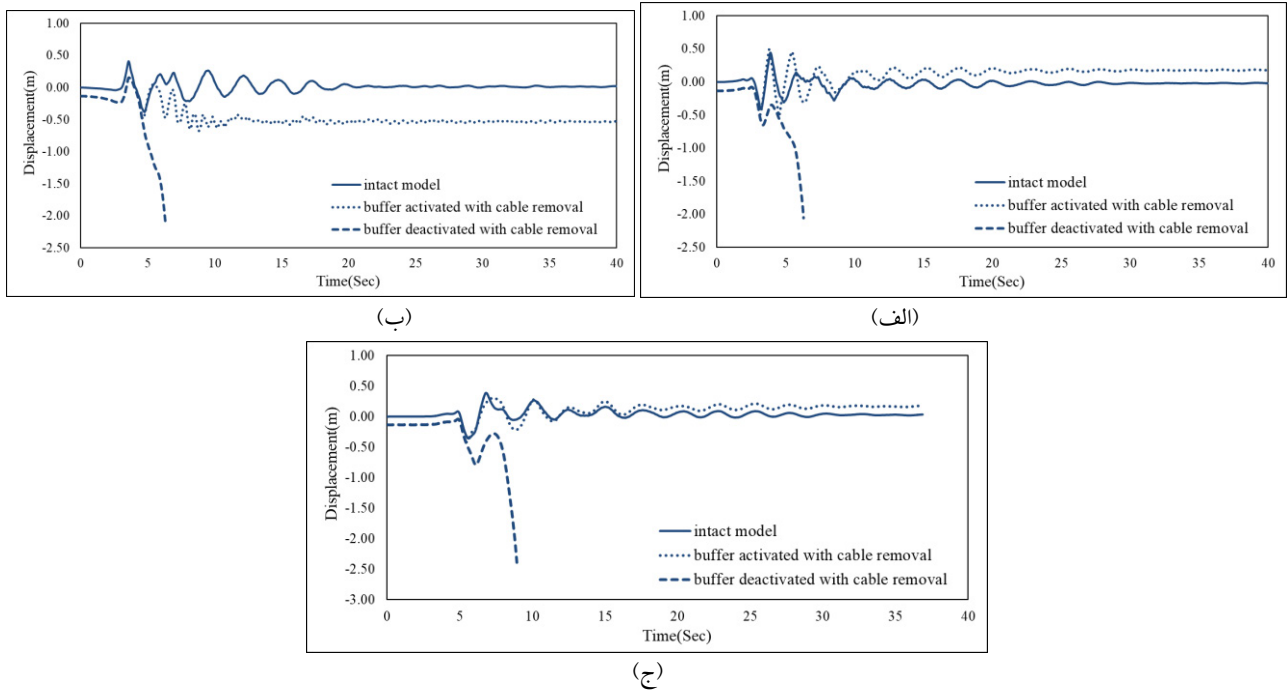 1.00
0.50
0.00
-0.50
-1.00
-1.50
-2.00
-2.50
Displacement(m)
intact model
buffer activated with cable removal
buffer deactivated with cable removal
0 5 10 15 20 25 30 35 40
Time(Sec)
(ب)
1.00
0.50
0.00
-0.50
-1.00
-1.50
-2.00
-2.50
Displacement(m)
intact model
buffer activated with cable removal
buffer deactivated with cable removal
0 5 10 15 20 25 30 35 40
Time(Sec)
(الف)
1.00
0.50
0.00
-0.50
-1.00
-1.50
-2.00
-2.50
-3.00
Displacement(m)
intact model
buffer activated with cable removal
buffer deactivated with cable removal
0 5 10 15 20 25 30 35 40
Time(Sec)
(ج)